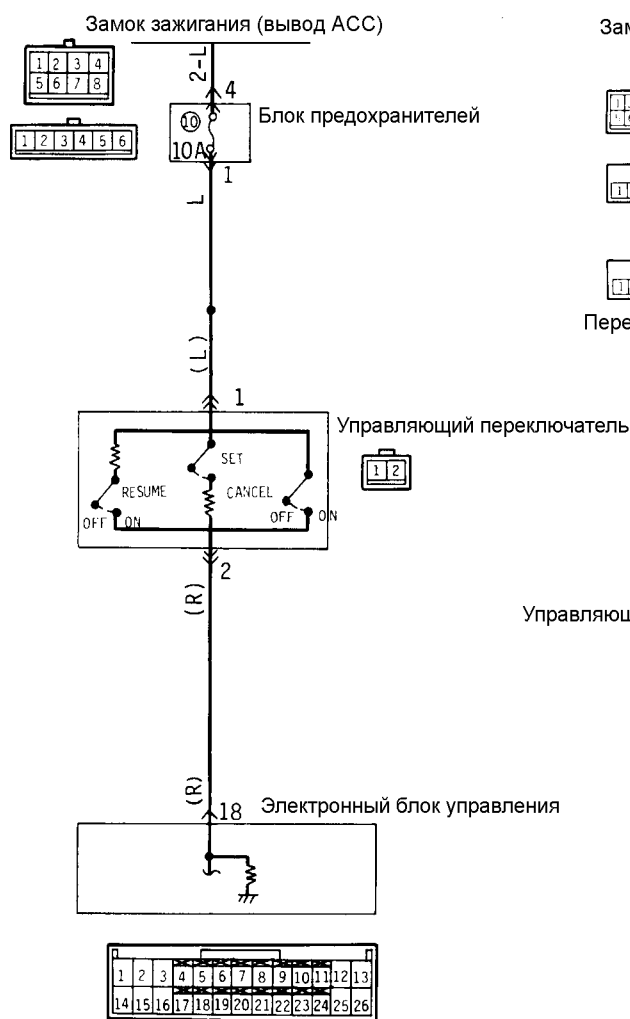 Замок зажигания (вывод АСС)
Зам
1 2 3 4
5 6 7 8
2-L
4
Блок предохранителей
10
10A
1 2 3 4 5 6
1
L
(L)
Пере
1
Управляющий переключатель
SET
RESUME
CANCEL
OFF ON
OFF ON
1 2
2
(R)
Управляющ
(R)
18
Электронный блок управления
1 2 3 4 5 6 7 8 9 10 11 12 13
14 15 16 17 18 19 20 21 22 23 24 25 26